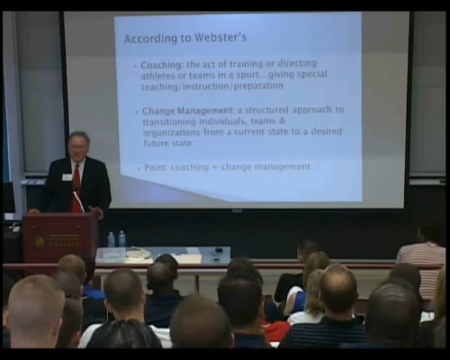 According to Webster's
Coaching: the act of training or directing
athletes or teams in a sport...giving special
teaching/instruction/preparation
Change Management: a structured approach to
transitioning individuals, teams &
organizations from a current state to a desired
future state
Point: coaching = change management.
COLLEGE